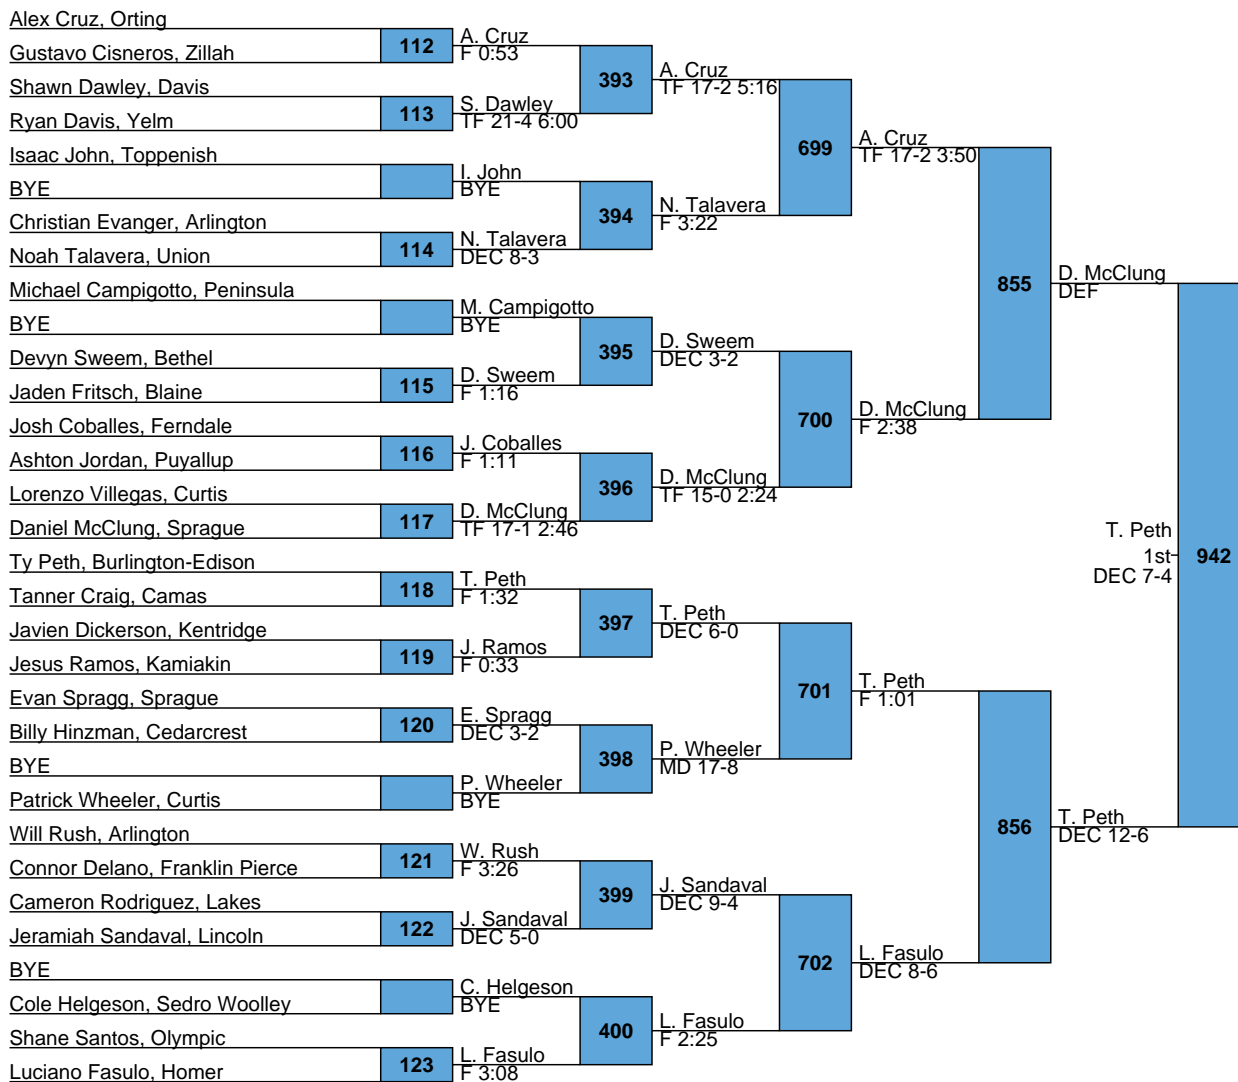 Alex Cruz, Orting
Gustavo Cisneros, Zillah
Shawn Dawley, Davis
Ryan Davis, Yelm
Isaac John, Toppenish
BYE
Christian Evanger, Arlington
Noah Talavera, Union
Michael Campigotto, Peninsula
BYE
Devyn Sweem, Bethel
Jaden Fritsch, Blaine
Josh Coballes, Ferndale
Ashton Jordan, Puyallup
Lorenzo Villegas, Curtis
Daniel McClung, Sprague
Ty Peth, Burlington-Edison
Tanner Craig, Camas
Javien Dickerson, Kentridge
Jesus Ramos, Kamiakin
Evan Spragg, Sprague
Billy Hinzman, Cedarcrest
BYE
Patrick Wheeler, Curtis
Will Rush, Arlington
Connor Delano, Franklin Pierce
Cameron Rodriguez, Lakes
Jeramiah Sandaval, Lincoln
BYE
Cole Helgeson, Sedro Woolley
Shane Santos, Olympic
Luciano Fasulo, Homer
112
113
114
115
116
117
118
119
120
121
122
123
A. Cruz
F 0:53
S. Dawley
TF 21-4 6:00
I. John
BYE
N. Talavera
DEC 8-3
M. Campigotto
BYE
D. Sweem
F 1:16
J. Coballes
F 1:11
D. McClung
TF 17-1 2:46
T. Peth
F 1:32
J. Ramos
F 0:33
E. Spragg
DEC 3-2
P. Wheeler
BYE
W. Rush
F 3:26
J. Sandaval
DEC 5-0
C. Helgeson
BYE
L. Fasulo
F 3:08
393
394
395
396
397
398
399
400
A. Cruz
TF 17-2 5:16
N. Talavera
F 3:22
D. Sweem
DEC 3-2
D. McClung
TF 15-0 2:24
T. Peth
DEC 6-0
P. Wheeler
MD 17-8
J. Sandaval
DEC 9-4
L. Fasulo
F 2:25
699
700
701
702
A. Cruz
TF 17-2 3:50
D. McClung
F 2:38
T. Peth
F 1:01
L. Fasulo
DEC 8-6
855
856
D. McClung
DEF
T. Peth
DEC 12-6
T. Peth
1st
DEC 7-4
942